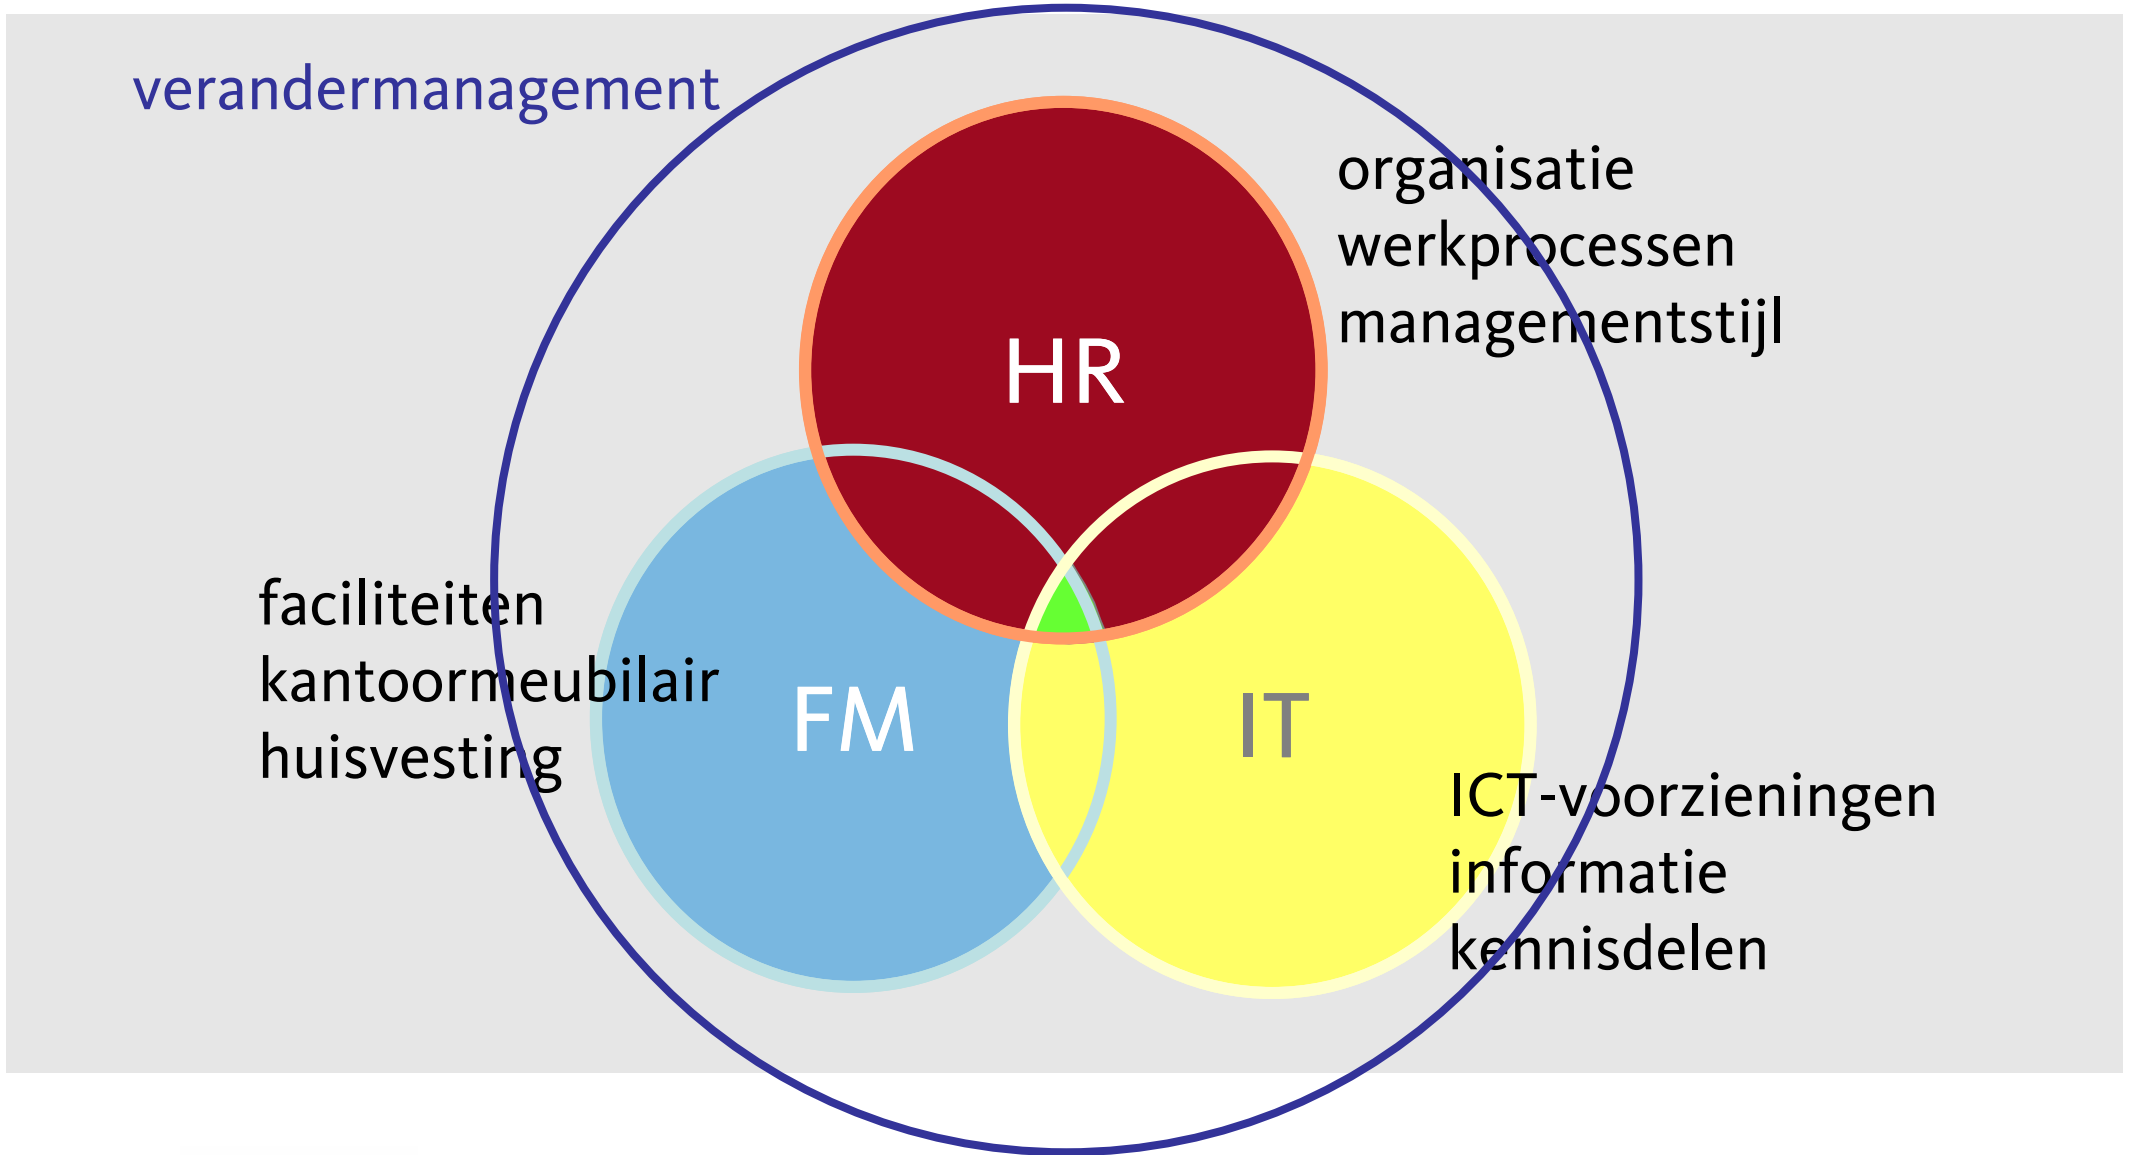 verandermanagement
organisatie
werkprocessen
managementstijl
HR
faciliteiten
kantoormeubilair
huisvesting
FM
IT
ICT-voorzieningen
informatie
kennisdelen